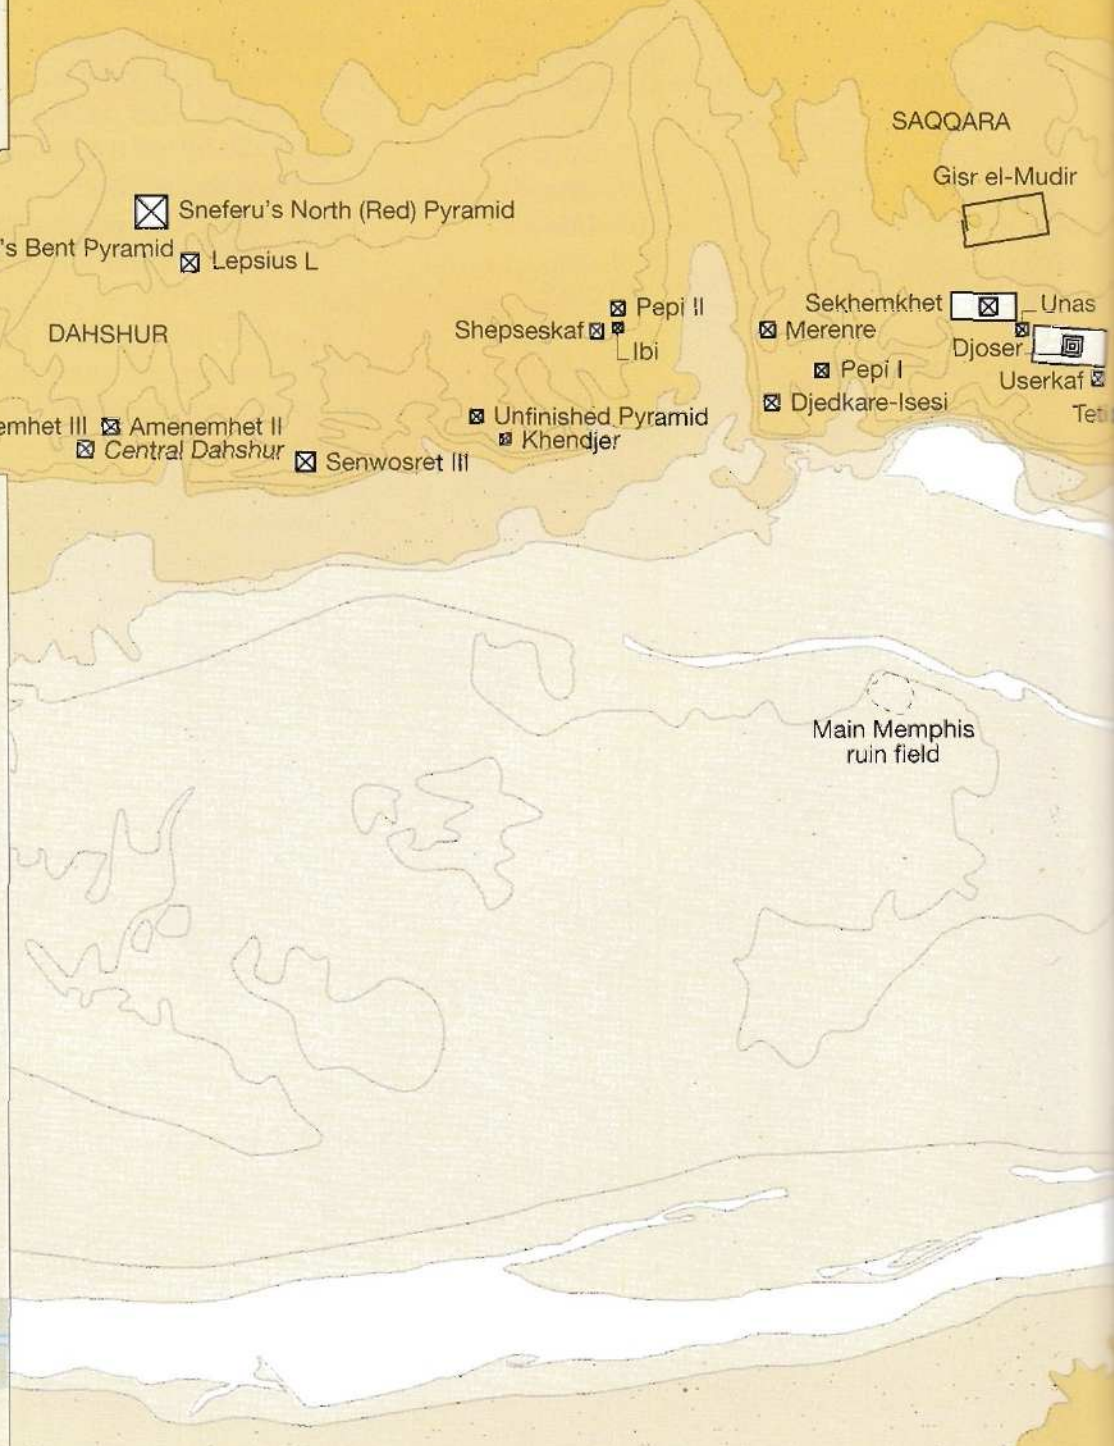 SAQQARA
Gisr el-Mudir
Sneferu's North (Red) Pyramid
's Bent Pyramid
Lepsius L
DAHSHUR
Pepi II
Shepseskaf
Ibi
Sekhemkhet
Unas
Merenre
Djoser
Pepi I
Userkaf
Djedkare-Isesi
Teti
emhet III
Amenemhet II
Central Dahshur
Senwosret III
Unfinished Pyramid
Khendjer
Main Memphis
ruin field